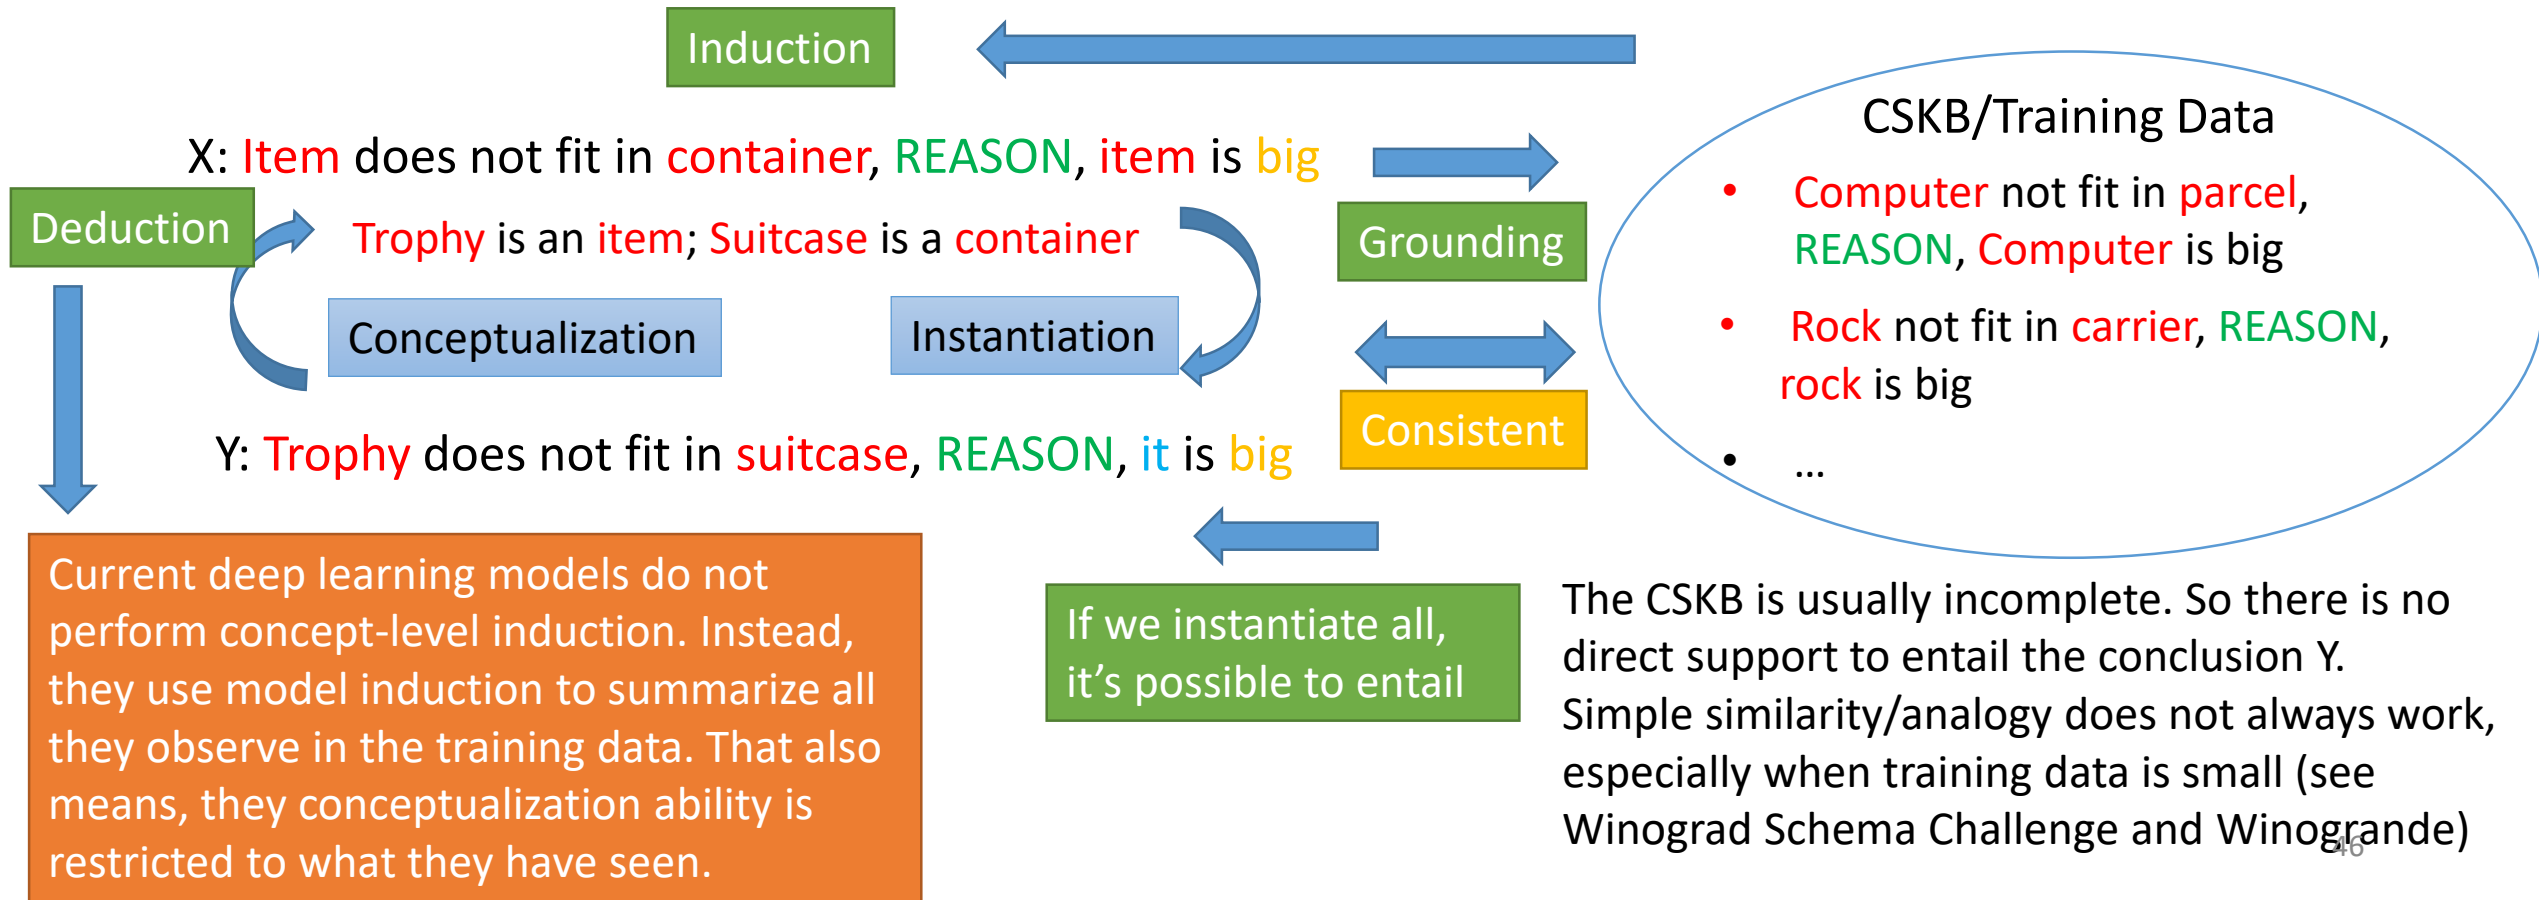 Induction
X: Item does not fit in container, REASON, item is big
Deduction
Trophy is an item; Suitcase is a container
Conceptualization
Instantiation
Y: Trophy does not fit in suitcase, REASON, it is big
Grounding
Consistent
CSKB/Training Data
• Computer not fit in parcel,
REASON, Computer is big
• Rock not fit in carrier, REASON,
rock is big
• …
Current deep learning models do not
perform concept-level induction. Instead,
they use model induction to summarize all
they observe in the training data. That also
means, they conceptualization ability is
restricted to what they have seen.
If we instantiate all,
it’s possible to entail
The CSKB is usually incomplete. So there is no
direct support to entail the conclusion Y.
Simple similarity/analogy does not always work,
especially when training data is small (see
Winograd Schema Challenge and Winogrande)
46